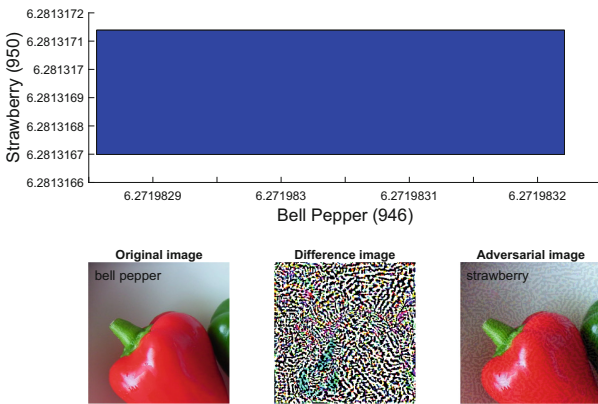 6.2813172
6.2813171
6.281317
6.2813169
6.2813168
6.2813167
6.2813166
Strawberry (950)
6.2719829 6.271983 6.2719831 6.2719832
Bell Pepper (946)
Original image Difference image Adversarial image
bell pepper strawberry